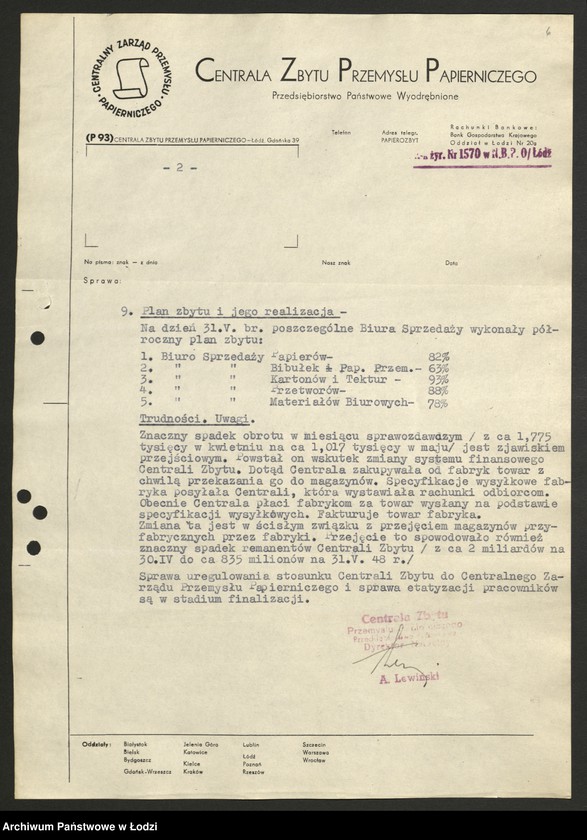 6
CENTRALNY ZARZĄD PRZEMYSŁU PAPIERNICZEGO
CENTRALA ZBYTU PRZEMYSŁU PAPIERNICZEGO
Przedsiębiorstwo Państwowe Wyodrębnione
(P 93) CENTRALA ZBYTU PRZEMYSŁU PAPIERNICZEGO — Łódź, Gdańska 39
Telefon
Adres telegr.
PAPIEROZBYT
Rachunki Bankowe:
Bank Gospodarstwa Krajowego
Oddział w Łodzi Nr 20a
żyr. Nr 1570 w N.B.P. O/Łódź
- 2 -
Na pisma: znak — z dnia
Nasz znak
Data
Sprawa:
9. Plan zbytu i jego realizacja -
Na dzień 31.V. br. poszczególne Biura Sprzedaży wykonały pół-
roczny plan zbytu:
1. Biuro Sprzedaży Papierów- 82%
2. " " Bibułek i Pap. Przem.- 63%
3. " " Kartonów i Tektur - 93%
4. " " Przetworów- 88%
5. " " Materiałów Biurowych- 78%
Trudności. Uwagi.
Znaczny spadek obrotu w miesiącu sprawozdawczym / z ca 1,775
tysięcy w kwietniu na ca 1,017 tysięcy w maju/ jest zjawiskiem
przejściowym. Powstał on wskutek zmiany systemu finansowego
Centrali Zbytu. Dotąd Centrala zakupywała od fabryk towar z
chwilą przekazania go do magazynów. Specyfikacje wysyłkowe fab-
ryka posyłała Centrali, która wystawiała rachunki odbiorcom.
Obecnie Centrala płaci fabrykom za towar wysłany na podstawie
specyfikacji wysyłkowych. Fakturuje towar fabryka.
Zmiana ta jest w ścisłym związku z przejęciem magazynów przy-
fabrycznych przez fabryki. Przejęcie to spowodowało również
znaczny spadek remanentów Centrali Zbytu / z ca 2 miliardów na
30.IV do ca 835 milionów na 31.V. 48 r./
Sprawa uregulowania stosunku Centrali Zbytu do Centralnego Za-
rządu Przemysłu Papierniczego i sprawa etatyzacji pracowników
są w stadium finalizacji.
Centrala Zbytu
Przemysłu Papierniczego
A. Lewiński
Oddziały:
Białystok
Bielsk
Bydgoszcz
Gdańsk-Wrzeszcz
Jelenia Góra
Katowice
Kielce
Kraków
Lublin
Łódź
Poznań
Rzeszów
Szczecin
Warszawa
Wrocław
Archiwum Państwowe w Łodzi